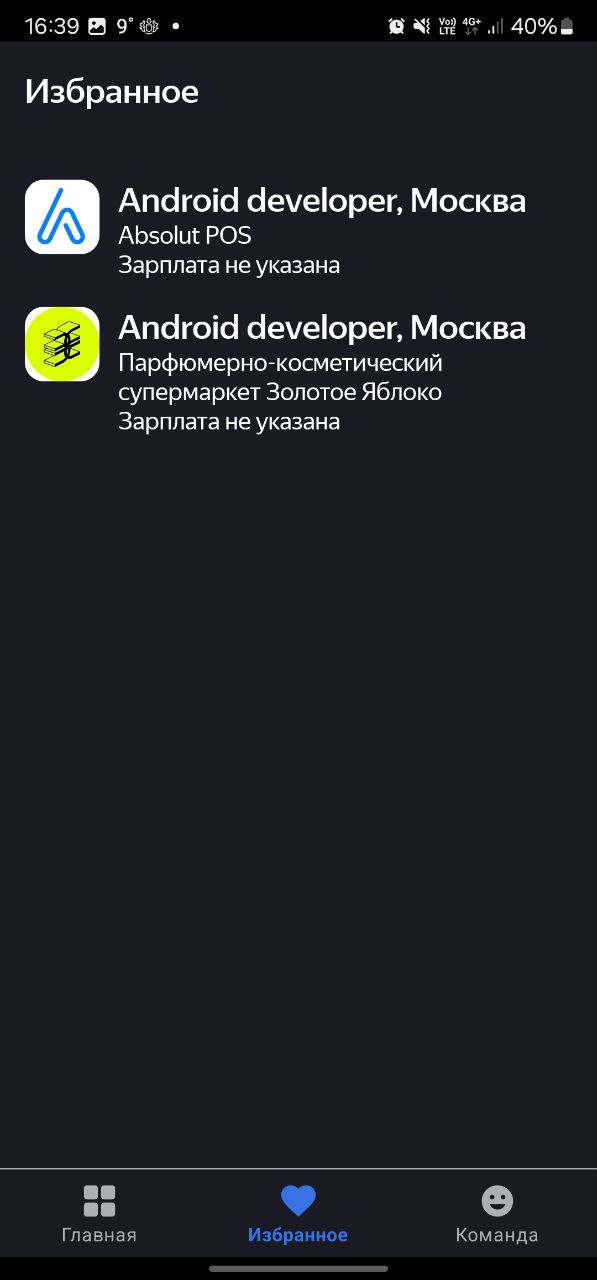 16:39 9° Vo)) LTE 4G+ 40%
Избранное
Android developer, Москва
Absolut POS
Зарплата не указана
Android developer, Москва
Парфюмерно-косметический
супермаркет Золотое Яблоко
Зарплата не указана
Главная Избранное Команда